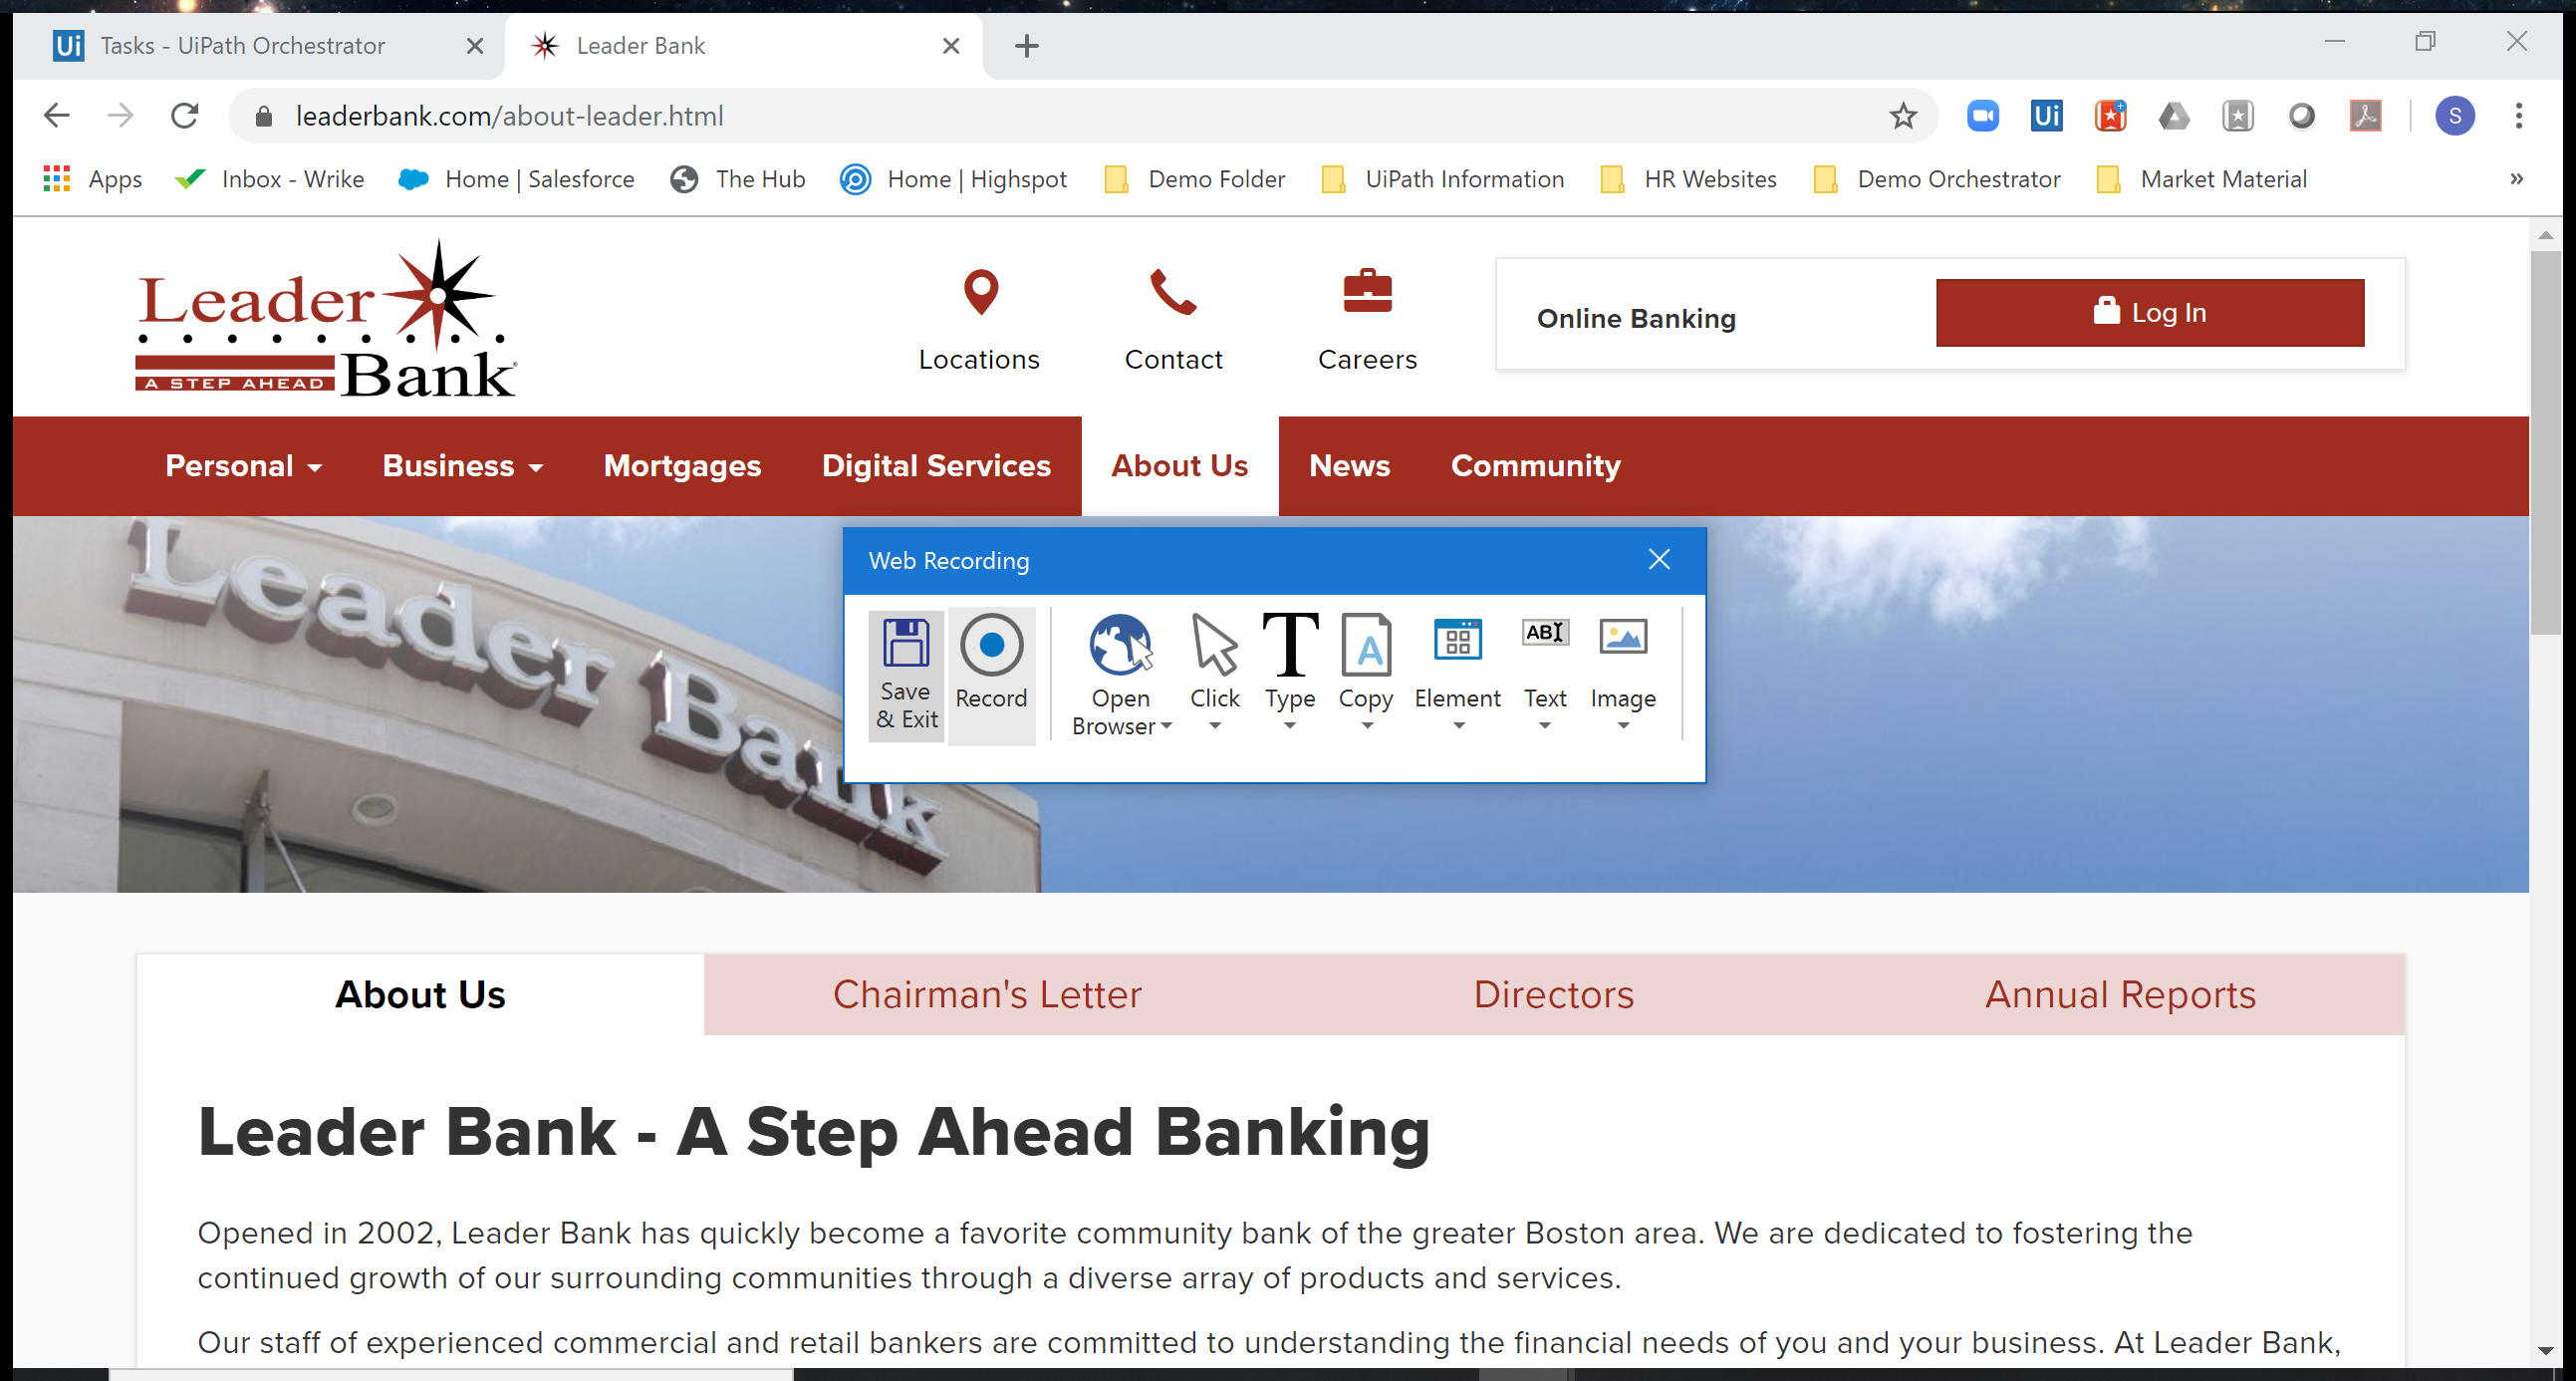 Ui Tasks - UiPath Orchestrator
Leader Bank
leaderbank.com/about-leader.html
Ui
S
Apps
Inbox - Wrike
Home | Salesforce
The Hub
Home | Highspot
Demo Folder
UiPath Information
HR Websites
Demo Orchestrator
Market Material
»
Leader
Bank
A STEP AHEAD
Locations
Contact
Careers
Online Banking
Log In
Personal
Business
Mortgages
Digital Services
About Us
News
Community
Leader Bank
Web Recording
Save
& Exit
Record
Open
Browser
Click
T
Type
A
Copy
Element
AB
Text
Image
About Us
Chairman's Letter
Directors
Annual Reports
Leader Bank - A Step Ahead Banking
Opened in 2002, Leader Bank has quickly become a favorite community bank of the greater Boston area. We are dedicated to fostering the
continued growth of our surrounding communities through a diverse array of products and services.
Our staff of experienced commercial and retail bankers are committed to understanding the financial needs of you and your business. At Leader Bank,